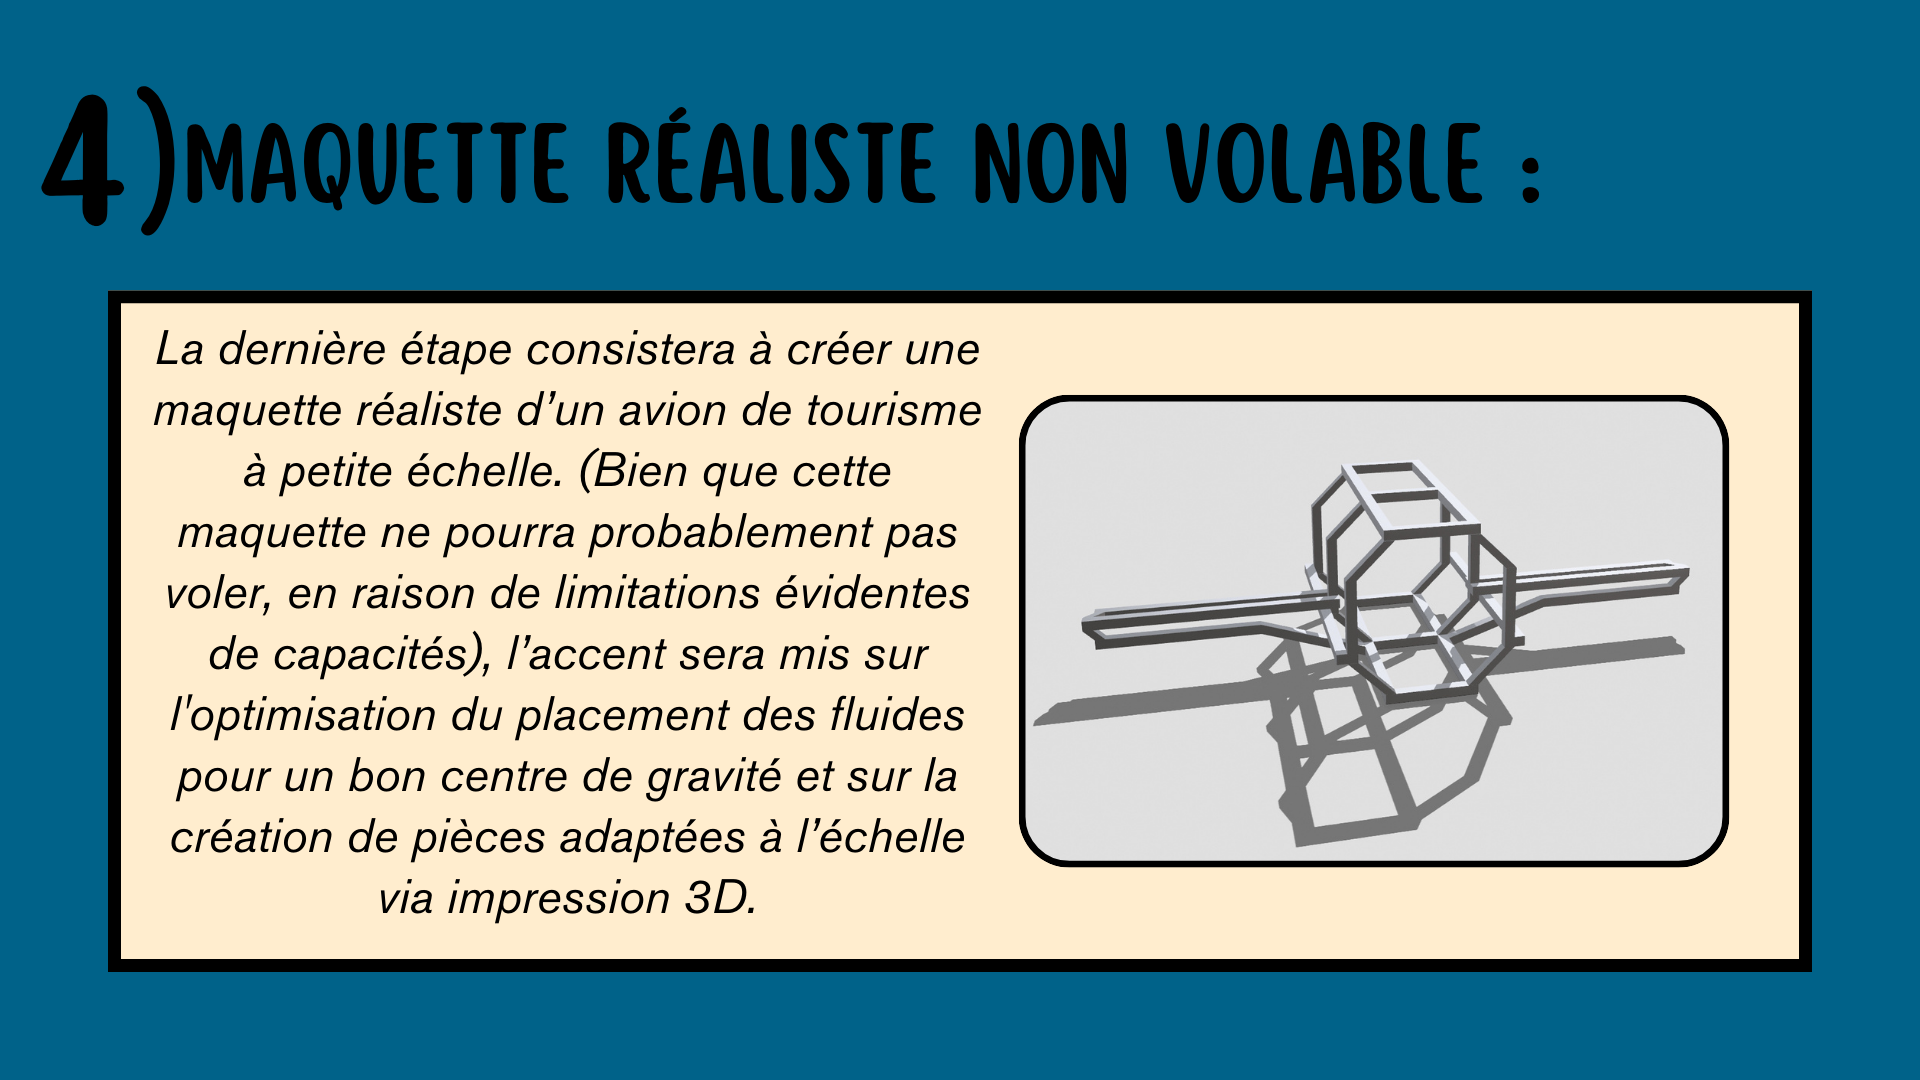 4)MAQUETTE RÉALISTE NON VOLABLE :
La dernière étape consistera à créer une
maquette réaliste d’un avion de tourisme
à petite échelle. (Bien que cette
maquette ne pourra probablement pas
voler, en raison de limitations évidentes
de capacités), l’accent sera mis sur
l'optimisation du placement des fluides
pour un bon centre de gravité et sur la
création de pièces adaptées à l’échelle
via impression 3D.